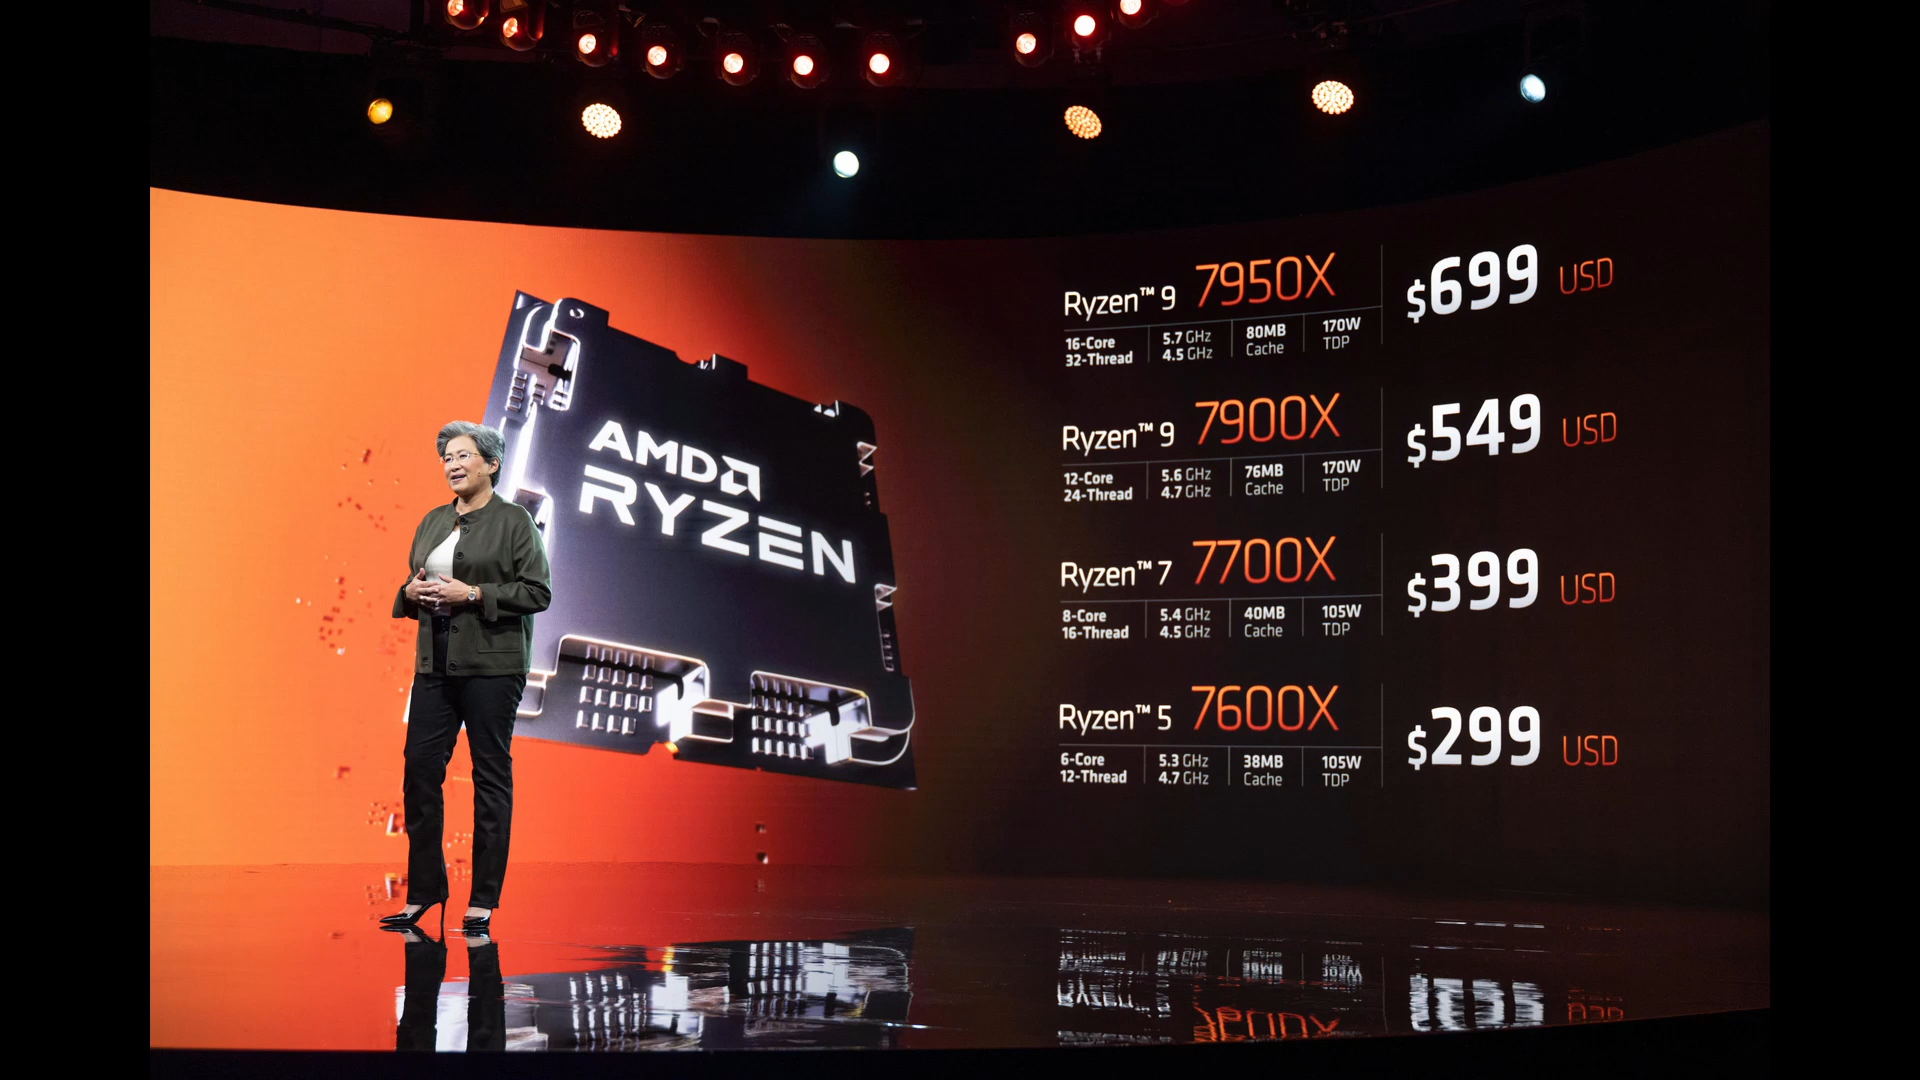 AMD
RYZEN
Ryzen™ 9 7950X
$699 USD
16-Core
32-Thread
5.7 GHz
4.5 GHz
80MB
Cache
170W
TDP
Ryzen™ 9 7900X
$549 USD
12-Core
24-Thread
5.6 GHz
4.7 GHz
76MB
Cache
170W
TDP
Ryzen™ 7 7700X
$399 USD
8-Core
16-Thread
5.4 GHz
4.5 GHz
40MB
Cache
105W
TDP
Ryzen™ 5 7600X
$299 USD
6-Core
12-Thread
5.3 GHz
4.7 GHz
38MB
Cache
105W
TDP